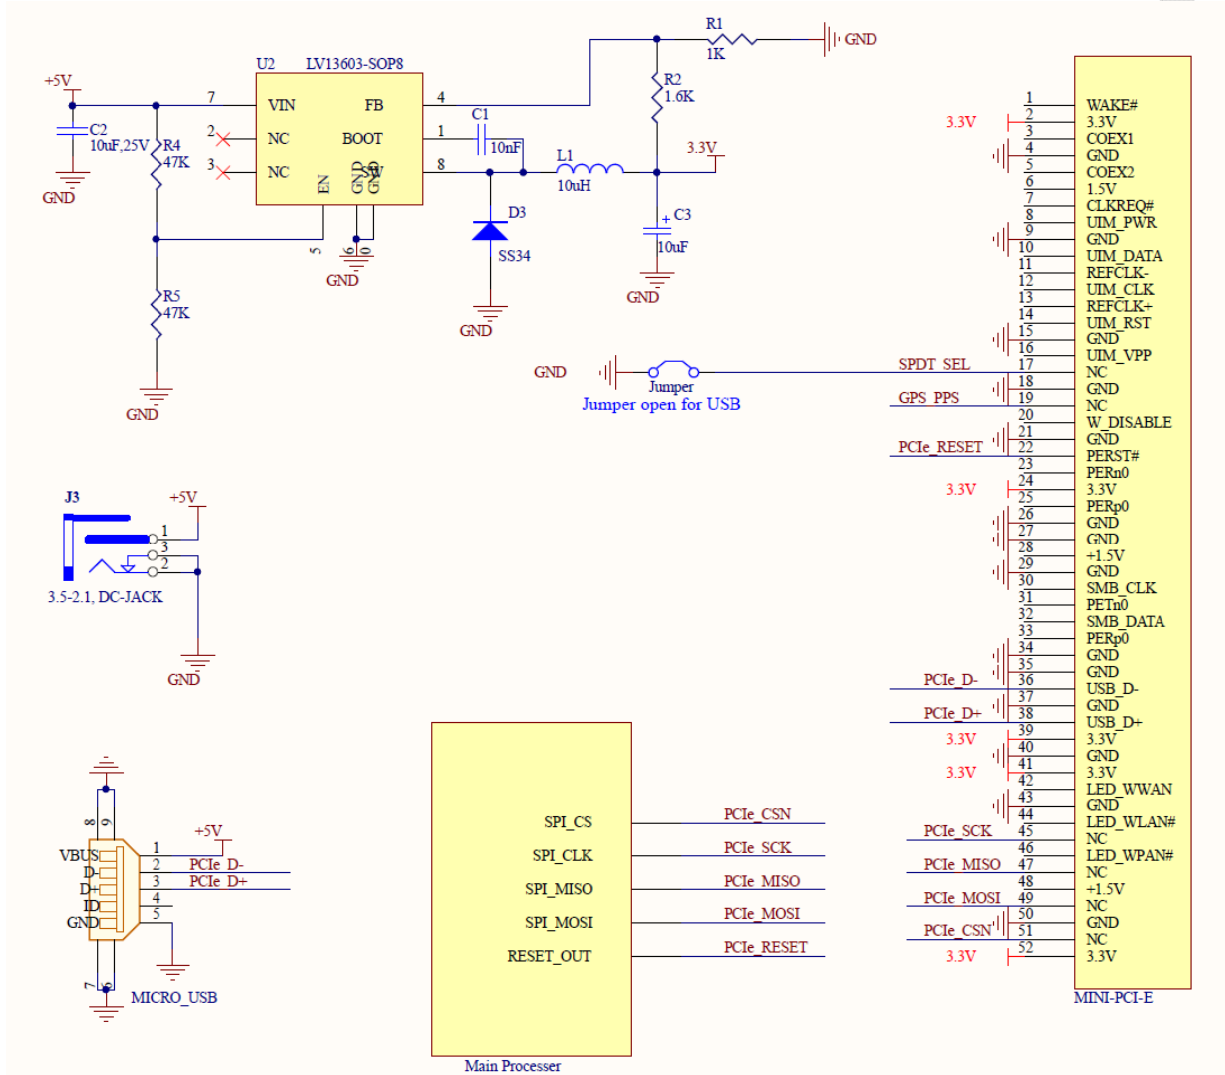 U2 LV13603-SOP8
+5V
7 VIN FB 4
2 NC BOOT 1
3 NC SW 8
EN GND GND
5 6 0
GND
C2
10uF,25V
GND
R4
47K
R5
47K
GND
C1
10nF
L1
10uH
D3
SS34
GND
R1
1K
GND
R2
1.6K
3.3V
C3
+
10uF
GND
GND
Jumper
Jumper open for USB
SPDT_SEL
GPS_PPS
PCIe_RESET
J3
+5V
1
3
2
3.5-2.1, DC-JACK
GND
8 9
+5V
VBUS 1
D- 2 PCIe_D-
D+ 3 PCIe_D+
ID 4
GND 5
7 6
MICRO_USB
SPI_CS PCIe_CSN
SPI_CLK PCIe_SCK
SPI_MISO PCIe_MISO
SPI_MOSI PCIe_MOSI
RESET_OUT PCIe_RESET
Main Processer
1 WAKE#
3.3V 2 3.3V
3 COEX1
4 GND
5 COEX2
6 1.5V
7 CLKREQ#
8 UIM_PWR
9 GND
10 UIM_DATA
11 REFCLK-
12 UIM_CLK
13 REFCLK+
14 UIM_RST
15 GND
16 UIM_VPP
17 NC
18 GND
19 NC
20 W_DISABLE
21 GND
22 PERST#
23 PERn0
3.3V 24 3.3V
25 PERp0
26 GND
27 GND
28 +1.5V
29 GND
30 SMB_CLK
31 PETn0
32 SMB_DATA
33 PERp0
34 GND
35 GND
PCIe_D- 36 USB_D-
37 GND
PCIe_D+ 38 USB_D+
3.3V 39 3.3V
40 GND
3.3V 41 3.3V
42 LED_WWAN
43 GND
44 LED_WLAN#
PCIe_SCK 45 NC
46 LED_WPAN#
PCIe_MISO 47 NC
48 +1.5V
PCIe_MOSI 49 NC
50 GND
PCIe_CSN 51 NC
3.3V 52 3.3V
MINI-PCI-E